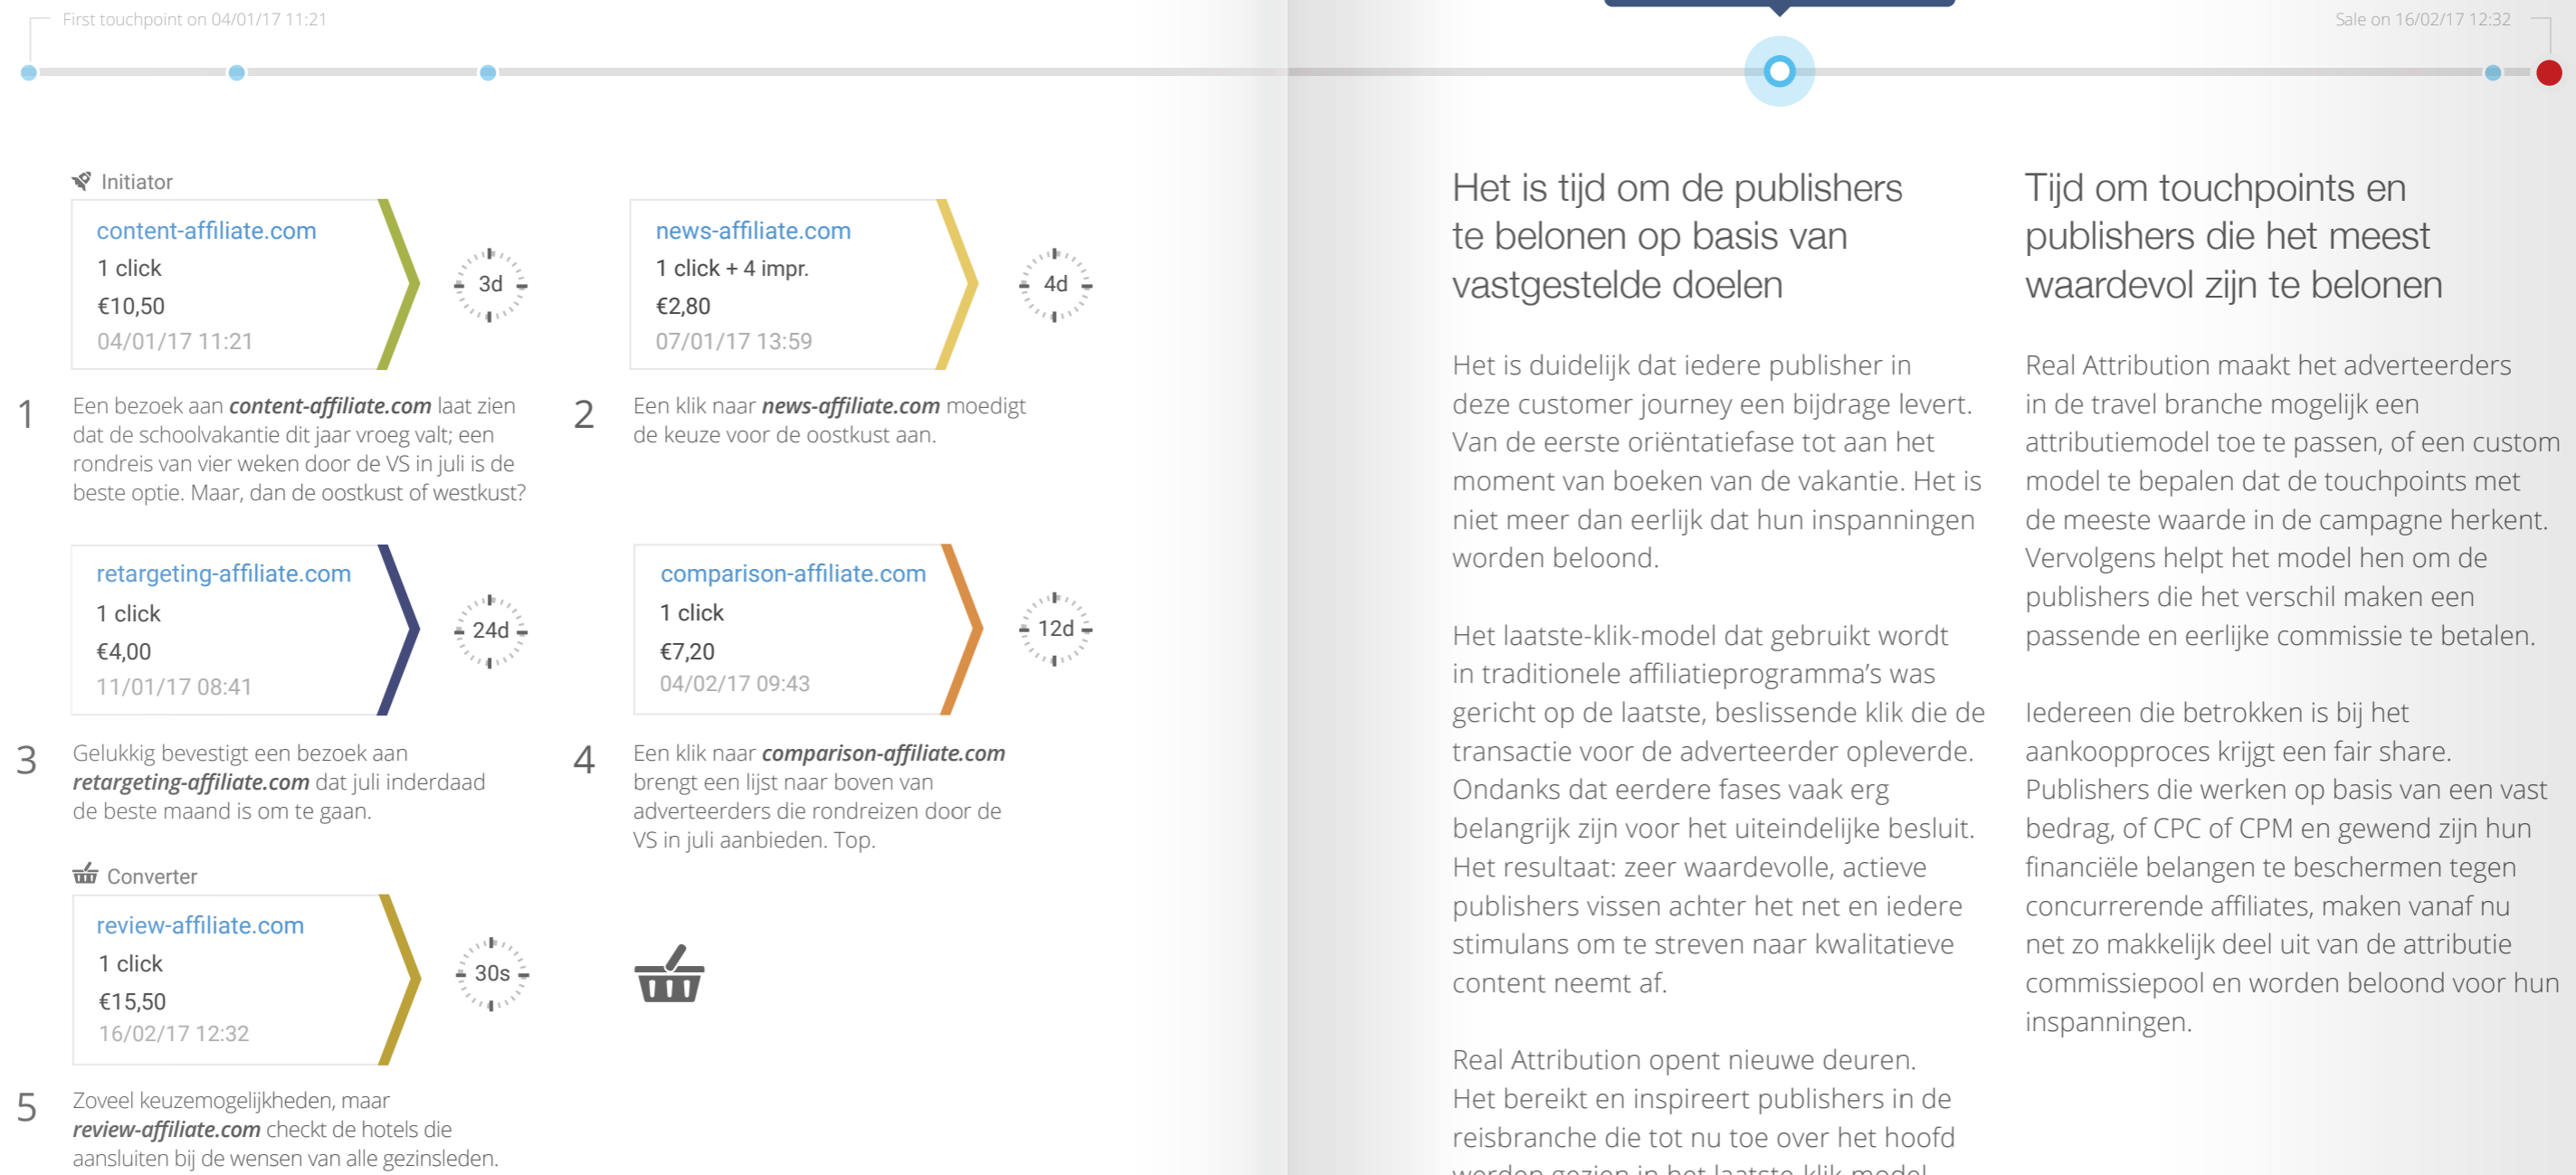 First touchpoint on 04/01/17 11:21
Sale on 16/02/17 12:32
Initiator
content-affiliate.com
1 click
€10,50
04/01/17 11:21
3d
1
Een bezoek aan content-affiliate.com laat zien
dat de schoolvakantie dit jaar vroeg valt; een
rondreis van vier weken door de VS in juli is de
beste optie. Maar, dan de oostkust of westkust?
news-affiliate.com
1 click + 4 impr.
€2,80
07/01/17 13:59
4d
2
Een klik naar news-affiliate.com moedigt
de keuze voor de oostkust aan.
retargeting-affiliate.com
1 click
€4,00
11/01/17 08:41
24d
3
Gelukkig bevestigt een bezoek aan
retargeting-affiliate.com dat juli inderdaad
de beste maand is om te gaan.
comparison-affiliate.com
1 click
€7,20
04/02/17 09:43
12d
4
Een klik naar comparison-affiliate.com
brengt een lijst naar boven van
adverteerders die rondreizen door de
VS in juli aanbieden. Top.
Converter
review-affiliate.com
1 click
€15,50
16/02/17 12:32
30s
5
Zoveel keuzemogelijkheden, maar
review-affiliate.com checkt de hotels die
aansluiten bij de wensen van alle gezinsleden.
Het is tijd om de publishers
te belonen op basis van
vastgestelde doelen
Het is duidelijk dat iedere publisher in
deze customer journey een bijdrage levert.
Van de eerste oriëntatiefase tot aan het
moment van boeken van de vakantie. Het is
niet meer dan eerlijk dat hun inspanningen
worden beloond.
Het laatste-klik-model dat gebruikt wordt
in traditionele affiliatieprogramma's was
gericht op de laatste, beslissende klik die de
transactie voor de adverteerder opleverde.
Ondanks dat eerdere fases vaak erg
belangrijk zijn voor het uiteindelijke besluit.
Het resultaat: zeer waardevolle, actieve
publishers vissen achter het net en iedere
stimulans om te streven naar kwalitatieve
content neemt af.
Real Attribution opent nieuwe deuren.
Het bereikt en inspireert publishers in de
reisbranche die tot nu toe over het hoofd
werden gezien in het laatste-klik-model
Tijd om touchpoints en
publishers die het meest
waardevol zijn te belonen
Real Attribution maakt het adverteerders
in de travel branche mogelijk een
attributiemodel toe te passen, of een custom
model te bepalen dat de touchpoints met
de meeste waarde in de campagne herkent.
Vervolgens helpt het model hen om de
publishers die het verschil maken een
passende en eerlijke commissie te betalen.
Iedereen die betrokken is bij het
aankoopproces krijgt een fair share.
Publishers die werken op basis van een vast
bedrag, of CPC of CPM en gewend zijn hun
financiële belangen te beschermen tegen
concurrerende affiliates, maken vanaf nu
net zo makkelijk deel uit van de attributie
commissiepool en worden beloond voor hun
inspanningen.